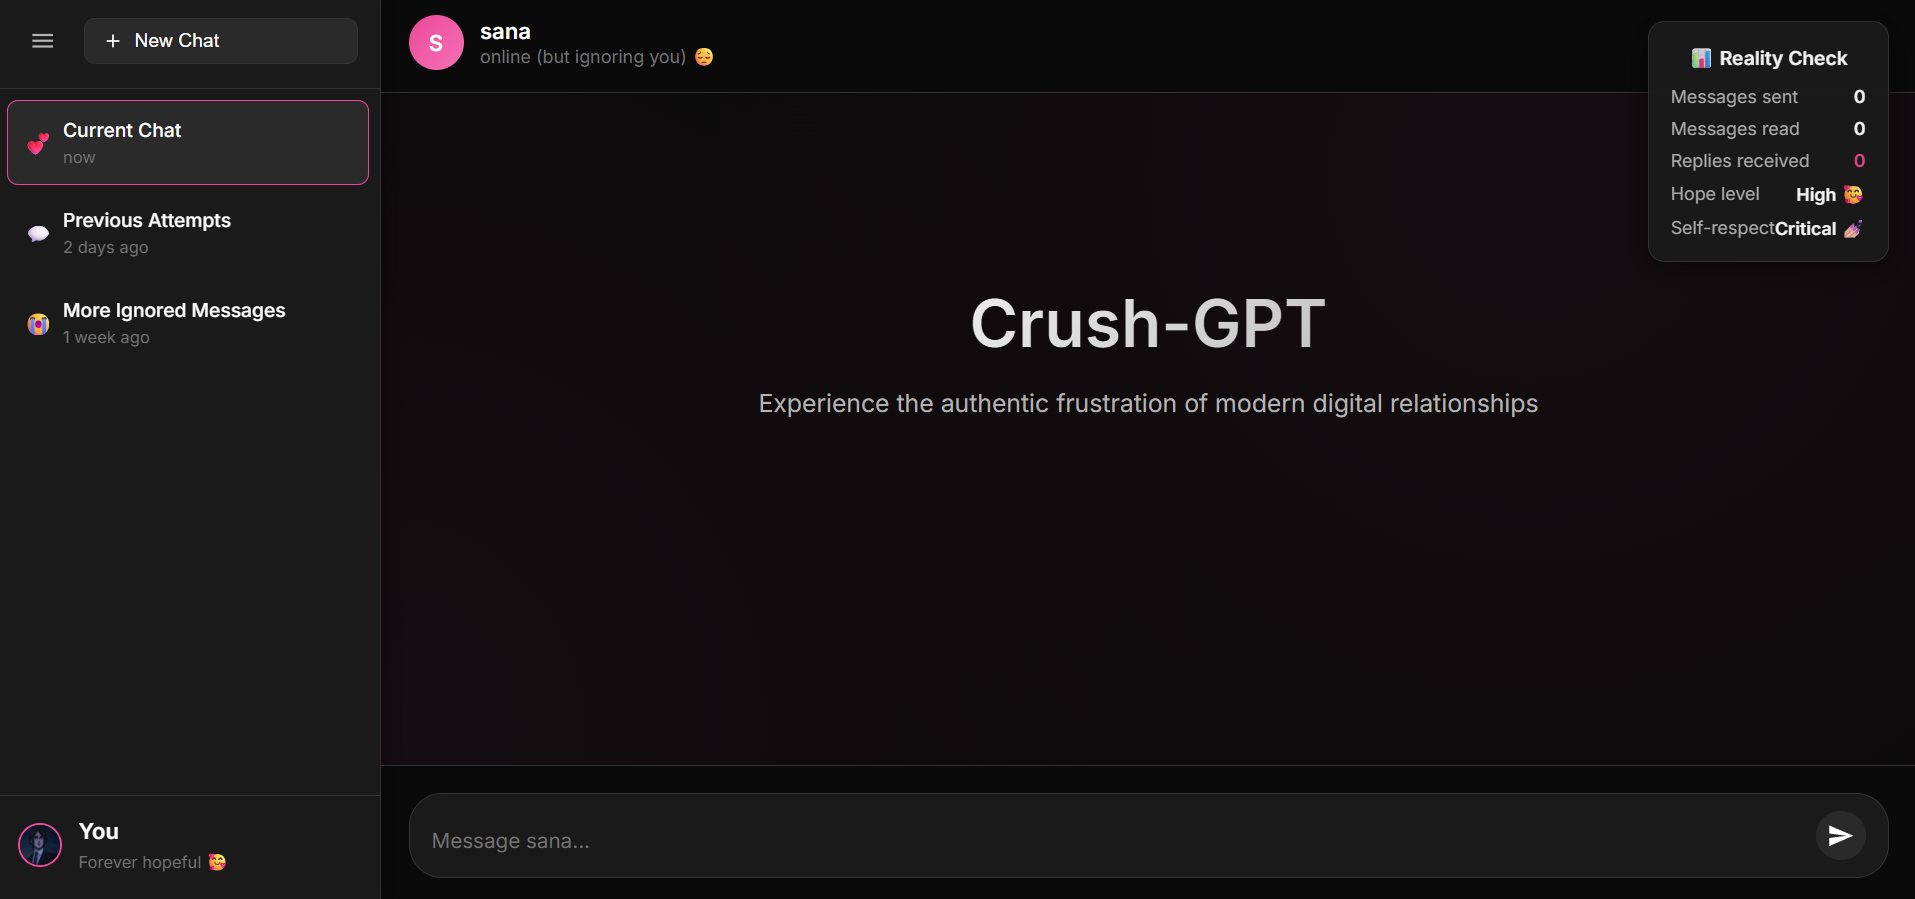 New Chat
Current Chat
now
Previous Attempts
2 days ago
More Ignored Messages
1 week ago
You
Forever hopeful 🥰
S
sana
online (but ignoring you) 😔
📊 Reality Check
Messages sent 0
Messages read 0
Replies received 0
Hope level High 🥰
Self-respect Critical 💅
Crush-GPT
Experience the authentic frustration of modern digital relationships
Message sana...